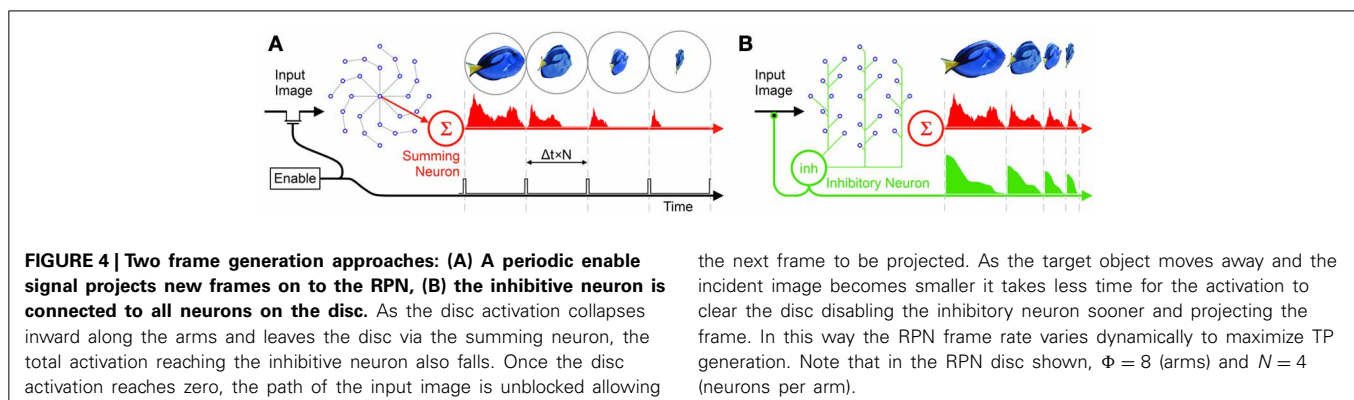 A
Input
Image
Σ
Summing
Neuron
Δt×N
Enable
Time
B
Input
Image
Σ
inh
Inhibitory Neuron
FIGURE 4 | Two frame generation approaches: (A) A periodic enable
signal projects new frames on to the RPN, (B) the inhibitive neuron is
connected to all neurons on the disc. As the disc activation collapses
inward along the arms and leaves the disc via the summing neuron, the
total activation reaching the inhibitive neuron also falls. Once the disc
activation reaches zero, the path of the input image is unblocked allowing
the next frame to be projected. As the target object moves away and the
incident image becomes smaller it takes less time for the activation to
clear the disc disabling the inhibitory neuron sooner and projecting the
frame. In this way the RPN frame rate varies dynamically to maximize TP
generation. Note that in the RPN disc shown, Φ = 8 (arms) and N = 4
(neurons per arm).